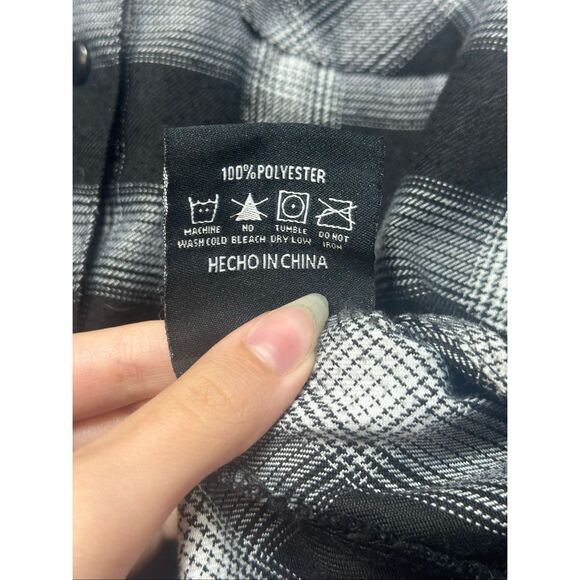 100%POLYESTER
MACHINE NO TUMBLE DO NOT
WASH COLD BLEACH DRY LOW IRON
HECHO IN CHINA